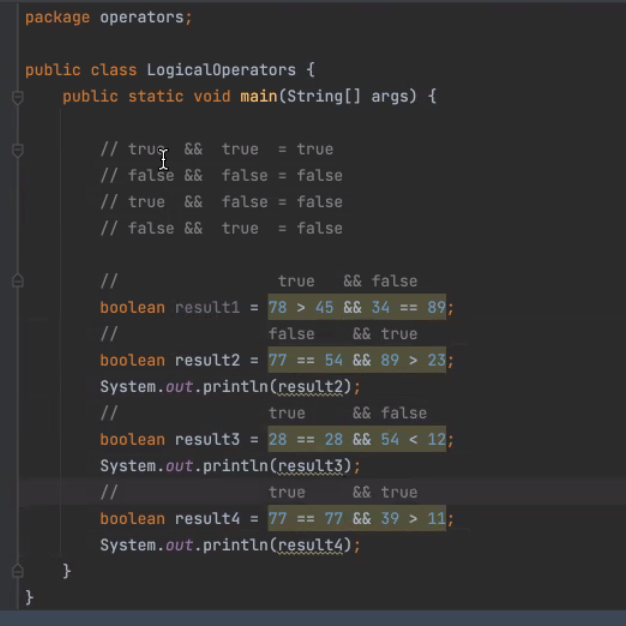 package operators;
public class LogicalOperators {
public static void main(String[] args) {
// true && true = true
// false && false = false
// true && false = false
// false && true = false
// true && false
boolean result1 = 78 > 45 && 34 == 89;
// false && true
boolean result2 = 77 == 54 && 89 > 23;
System.out.println(result2);
// true && false
boolean result3 = 28 == 28 && 54 < 12;
System.out.println(result3);
// true && true
boolean result4 = 77 == 77 && 39 > 11;
System.out.println(result4);
}
}